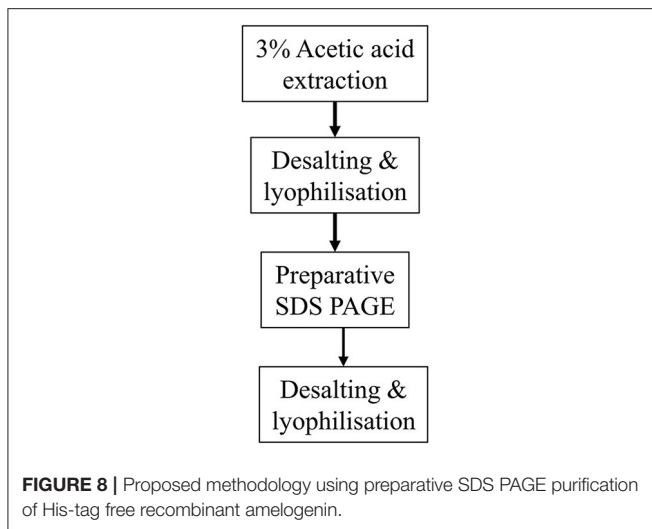 3% Acetic acid
extraction
Desalting &
lyophilisation
Preparative
SDS PAGE
Desalting &
lyophilisation
FIGURE 8 | Proposed methodology using preparative SDS PAGE purification
of His-tag free recombinant amelogenin.